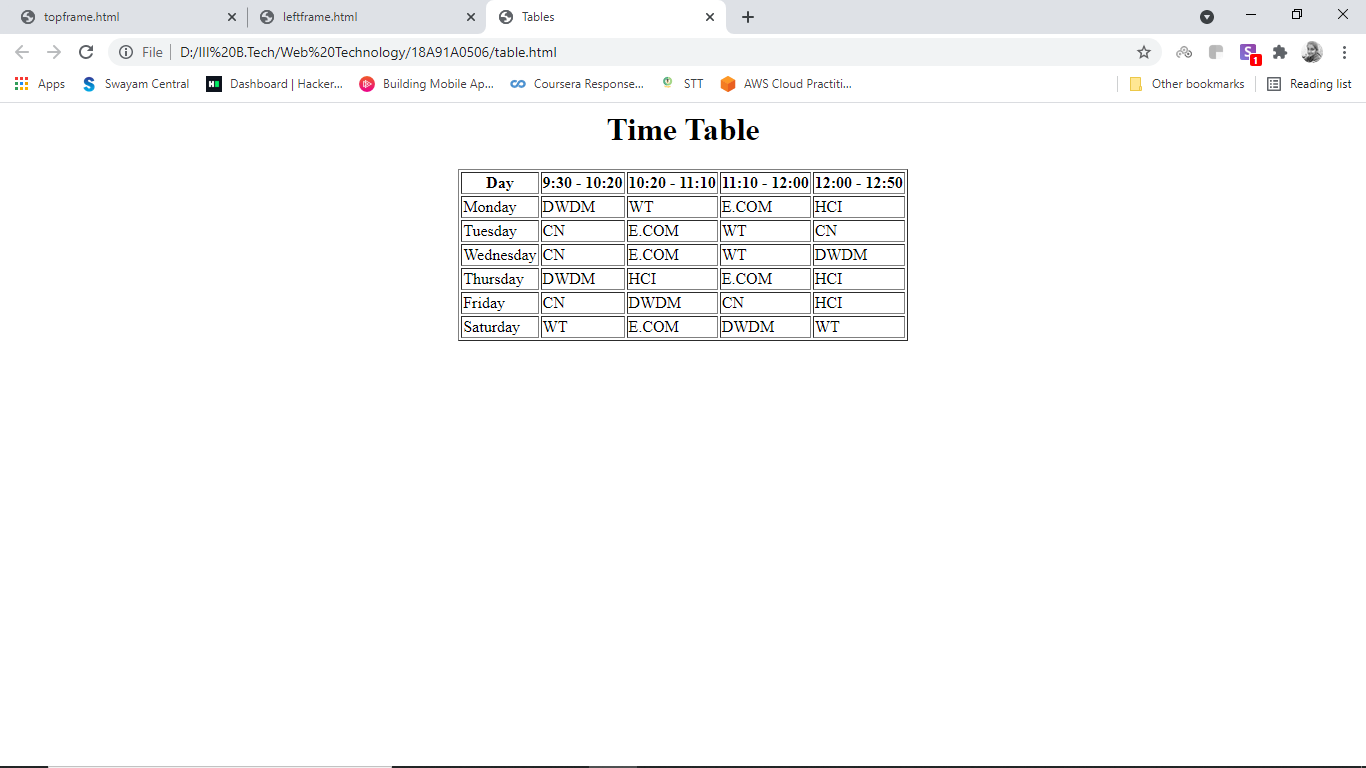 topframe.html
leftframe.html
Tables
File
D:/III%20B.Tech/Web%20Technology/18A91A0506/table.html
S
1
Apps
S Swayam Central
H Dashboard | Hacker...
Building Mobile Ap...
Coursera Response...
STT
AWS Cloud Practiti...
Other bookmarks
Reading list
Time Table
Day 9:30 - 10:20 10:20 - 11:10 11:10 - 12:00 12:00 - 12:50
Monday DWDM WT E.COM HCI
Tuesday CN E.COM WT CN
Wednesday CN E.COM WT DWDM
Thursday DWDM HCI E.COM HCI
Friday CN DWDM CN HCI
Saturday WT E.COM DWDM WT